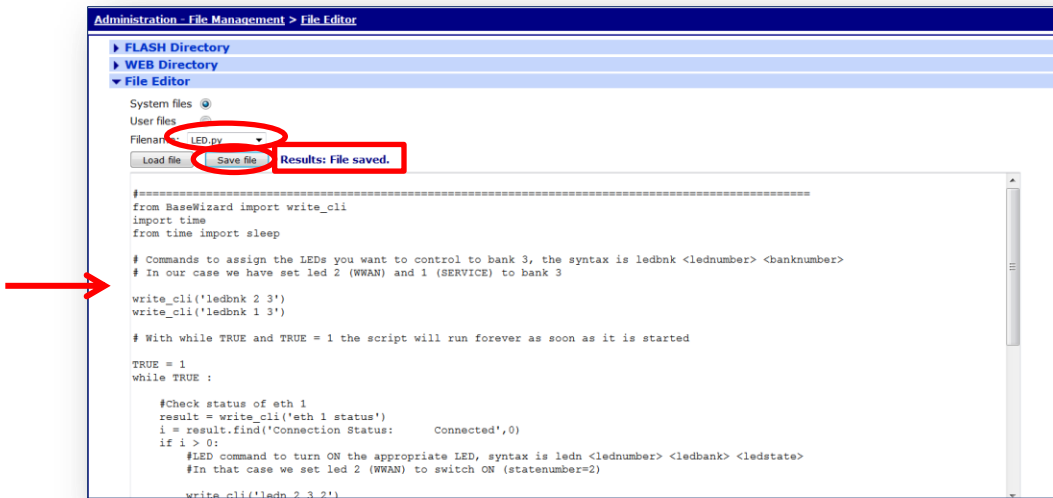 Administration - File Management > File Editor
FLASH Directory
WEB Directory
File Editor
System files
User files
Filename: LED.py
Load file Save file Results: File saved.
#====================================================================================================
from BaseWizard import write_cli
import time
from time import sleep
# Commands to assign the LEDs you want to control to bank 3, the syntax is ledbnk <lednumber> <banknumber>
# In our case we have set led 2 (WWAN) and 1 (SERVICE) to bank 3
write_cli('ledbnk 2 3')
write_cli('ledbnk 1 3')
# With while TRUE and TRUE = 1 the script will run forever as soon as it is started
TRUE = 1
while TRUE :
#Check status of eth 1
result = write_cli('eth 1 status')
i = result.find('Connection Status:      Connected',0)
if i > 0:
#LED command to turn ON the appropriate LED, syntax is ledn <lednumber> <ledbank> <ledstate>
#In that case we set led 2 (WWAN) to switch ON (statenumber=2)
write_cli('ledn 2 3 2')